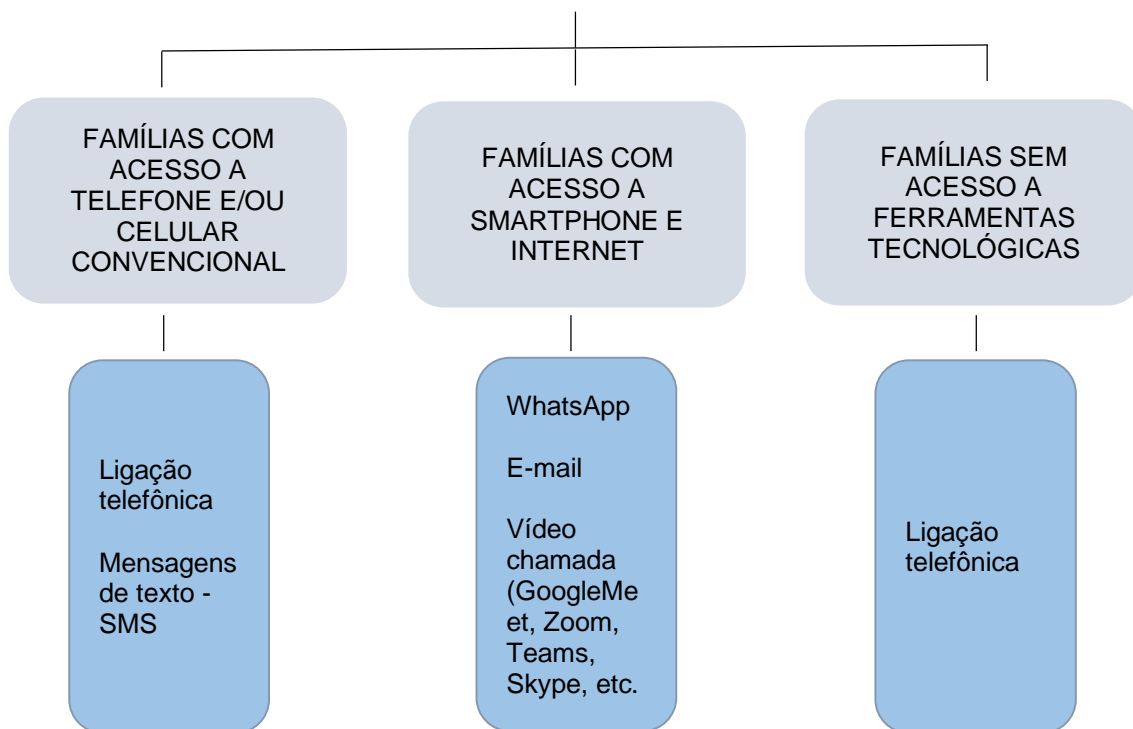 FAMÍLIAS COM
ACESSO A
TELEFONE E/OU
CELULAR
CONVENCIONAL
FAMÍLIAS COM
ACESSO A
SMARTPHONE E
INTERNET
FAMÍLIAS SEM
ACESSO A
FERRAMENTAS
TECNOLÓGICAS
Ligação
telefônica
Mensagens
de texto -
SMS
WhatsApp
E-mail
Vídeo
chamada
(GoogleMe
et, Zoom,
Teams,
Skype, etc.
Ligação
telefônica